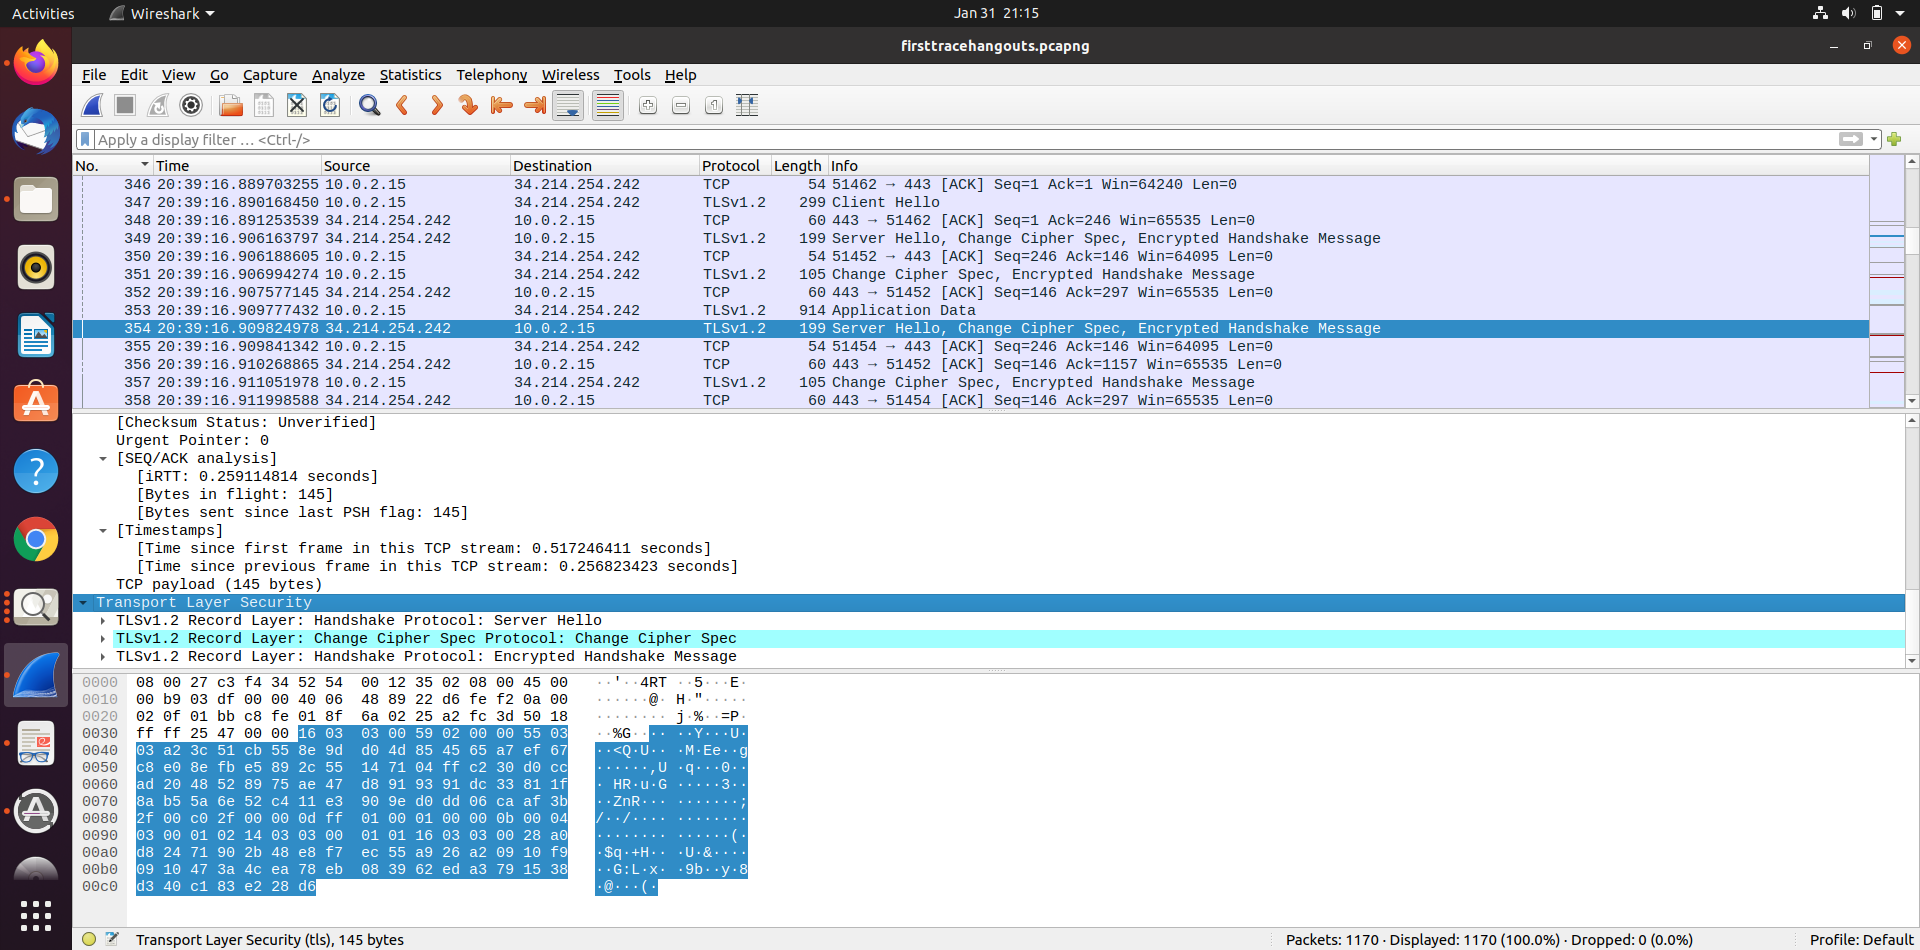 Activities Wireshark Jan 31 21:15
firsttracehangouts.pcapng
File Edit View Go Capture Analyze Statistics Telephony Wireless Tools Help
Apply a display filter … <Ctrl-/>
No. Time Source Destination Protocol Length Info
346 20:39:16.889703255 10.0.2.15 34.214.254.242 TCP 54 51462 → 443 [ACK] Seq=1 Ack=1 Win=64240 Len=0
347 20:39:16.890168450 10.0.2.15 34.214.254.242 TLSv1.2 299 Client Hello
348 20:39:16.891253539 34.214.254.242 10.0.2.15 TCP 60 443 → 51462 [ACK] Seq=1 Ack=246 Win=65535 Len=0
349 20:39:16.906163797 34.214.254.242 10.0.2.15 TLSv1.2 199 Server Hello, Change Cipher Spec, Encrypted Handshake Message
350 20:39:16.906188605 10.0.2.15 34.214.254.242 TCP 54 51452 → 443 [ACK] Seq=246 Ack=146 Win=64095 Len=0
351 20:39:16.906994274 10.0.2.15 34.214.254.242 TLSv1.2 105 Change Cipher Spec, Encrypted Handshake Message
352 20:39:16.907577145 34.214.254.242 10.0.2.15 TCP 60 443 → 51452 [ACK] Seq=146 Ack=297 Win=65535 Len=0
353 20:39:16.909777432 10.0.2.15 34.214.254.242 TLSv1.2 914 Application Data
354 20:39:16.909824978 34.214.254.242 10.0.2.15 TLSv1.2 199 Server Hello, Change Cipher Spec, Encrypted Handshake Message
355 20:39:16.909841342 10.0.2.15 34.214.254.242 TCP 54 51454 → 443 [ACK] Seq=246 Ack=146 Win=64095 Len=0
356 20:39:16.910268865 34.214.254.242 10.0.2.15 TCP 60 443 → 51452 [ACK] Seq=146 Ack=1157 Win=65535 Len=0
357 20:39:16.911051978 10.0.2.15 34.214.254.242 TLSv1.2 105 Change Cipher Spec, Encrypted Handshake Message
358 20:39:16.911998588 34.214.254.242 10.0.2.15 TCP 60 443 → 51454 [ACK] Seq=146 Ack=297 Win=65535 Len=0
[Checksum Status: Unverified]
Urgent Pointer: 0
[SEQ/ACK analysis]
[iRTT: 0.259114814 seconds]
[Bytes in flight: 145]
[Bytes sent since last PSH flag: 145]
[Timestamps]
[Time since first frame in this TCP stream: 0.517246411 seconds]
[Time since previous frame in this TCP stream: 0.256823423 seconds]
TCP payload (145 bytes)
Transport Layer Security
TLSv1.2 Record Layer: Handshake Protocol: Server Hello
TLSv1.2 Record Layer: Change Cipher Spec Protocol: Change Cipher Spec
TLSv1.2 Record Layer: Handshake Protocol: Encrypted Handshake Message
0000 08 00 27 c3 f4 34 52 54 00 12 35 02 08 00 45 00 ··'··4RT ··5···E·
0010 00 b9 03 df 00 00 40 06 48 89 22 d6 fe f2 0a 00 ······@· H·"·····
0020 02 0f 01 bb c8 fe 01 8f 6a 02 25 a2 fc 3d 50 18 ········ j·%··=P·
0030 ff ff 25 47 00 00 16 03 03 00 59 02 00 00 55 03 ··%G···· ··Y···U·
0040 03 a2 3c 51 cb 55 8e 9d d0 4d 85 45 65 a7 ef 67 ··<Q·U·· ·M·Ee··g
0050 c8 e0 8e fb e5 89 2c 55 14 71 04 ff c2 30 d0 cc ······,U ·q···0··
0060 ad 20 48 52 89 75 ae 47 d8 91 93 91 dc 33 81 1f · HR·u·G ·····3··
0070 8a b5 5a 6e 52 c4 11 e3 90 9e d0 dd 06 ca af 3b ··ZnR··· ·······;
0080 2f 00 c0 2f 00 00 0d ff 01 00 01 00 00 0b 00 04 /··/···· ········
0090 03 00 01 02 14 03 03 00 01 01 16 03 03 00 28 a0 ········ ······(·
00a0 d8 24 71 90 2b 48 e8 f7 ec 55 a9 26 a2 09 10 f9 ·$q·+H·· ·U·&····
00b0 09 10 47 3a 4c ea 78 eb 08 39 62 ed a3 79 15 38 ··G:L·x· ·9b··y·8
00c0 d3 40 c1 83 e2 28 d6 ·@···(·
Transport Layer Security (tls), 145 bytes Packets: 1170 · Displayed: 1170 (100.0%) · Dropped: 0 (0.0%) Profile: Default